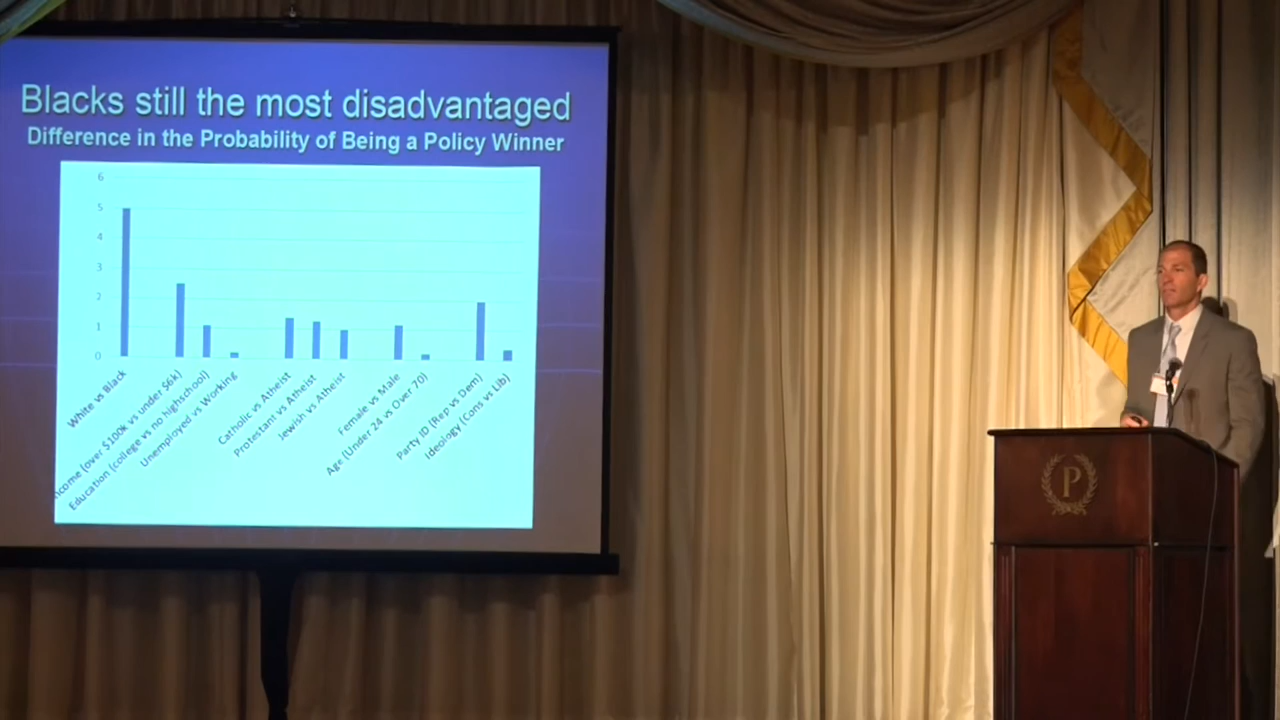 Blacks still the most disadvantaged
Difference in the Probability of Being a Policy Winner
6
5
4
3
2
1
0
White vs Black
ncome (over $100k vs under $6k)
Education (college vs no highschool)
Unemployed vs Working
Catholic vs Atheist
Protestant vs Atheist
Jewish vs Atheist
Female vs Male
Age (Under 24 vs Over 70)
Party ID (Rep vs Dem)
Ideology (Cons vs Lib)
P